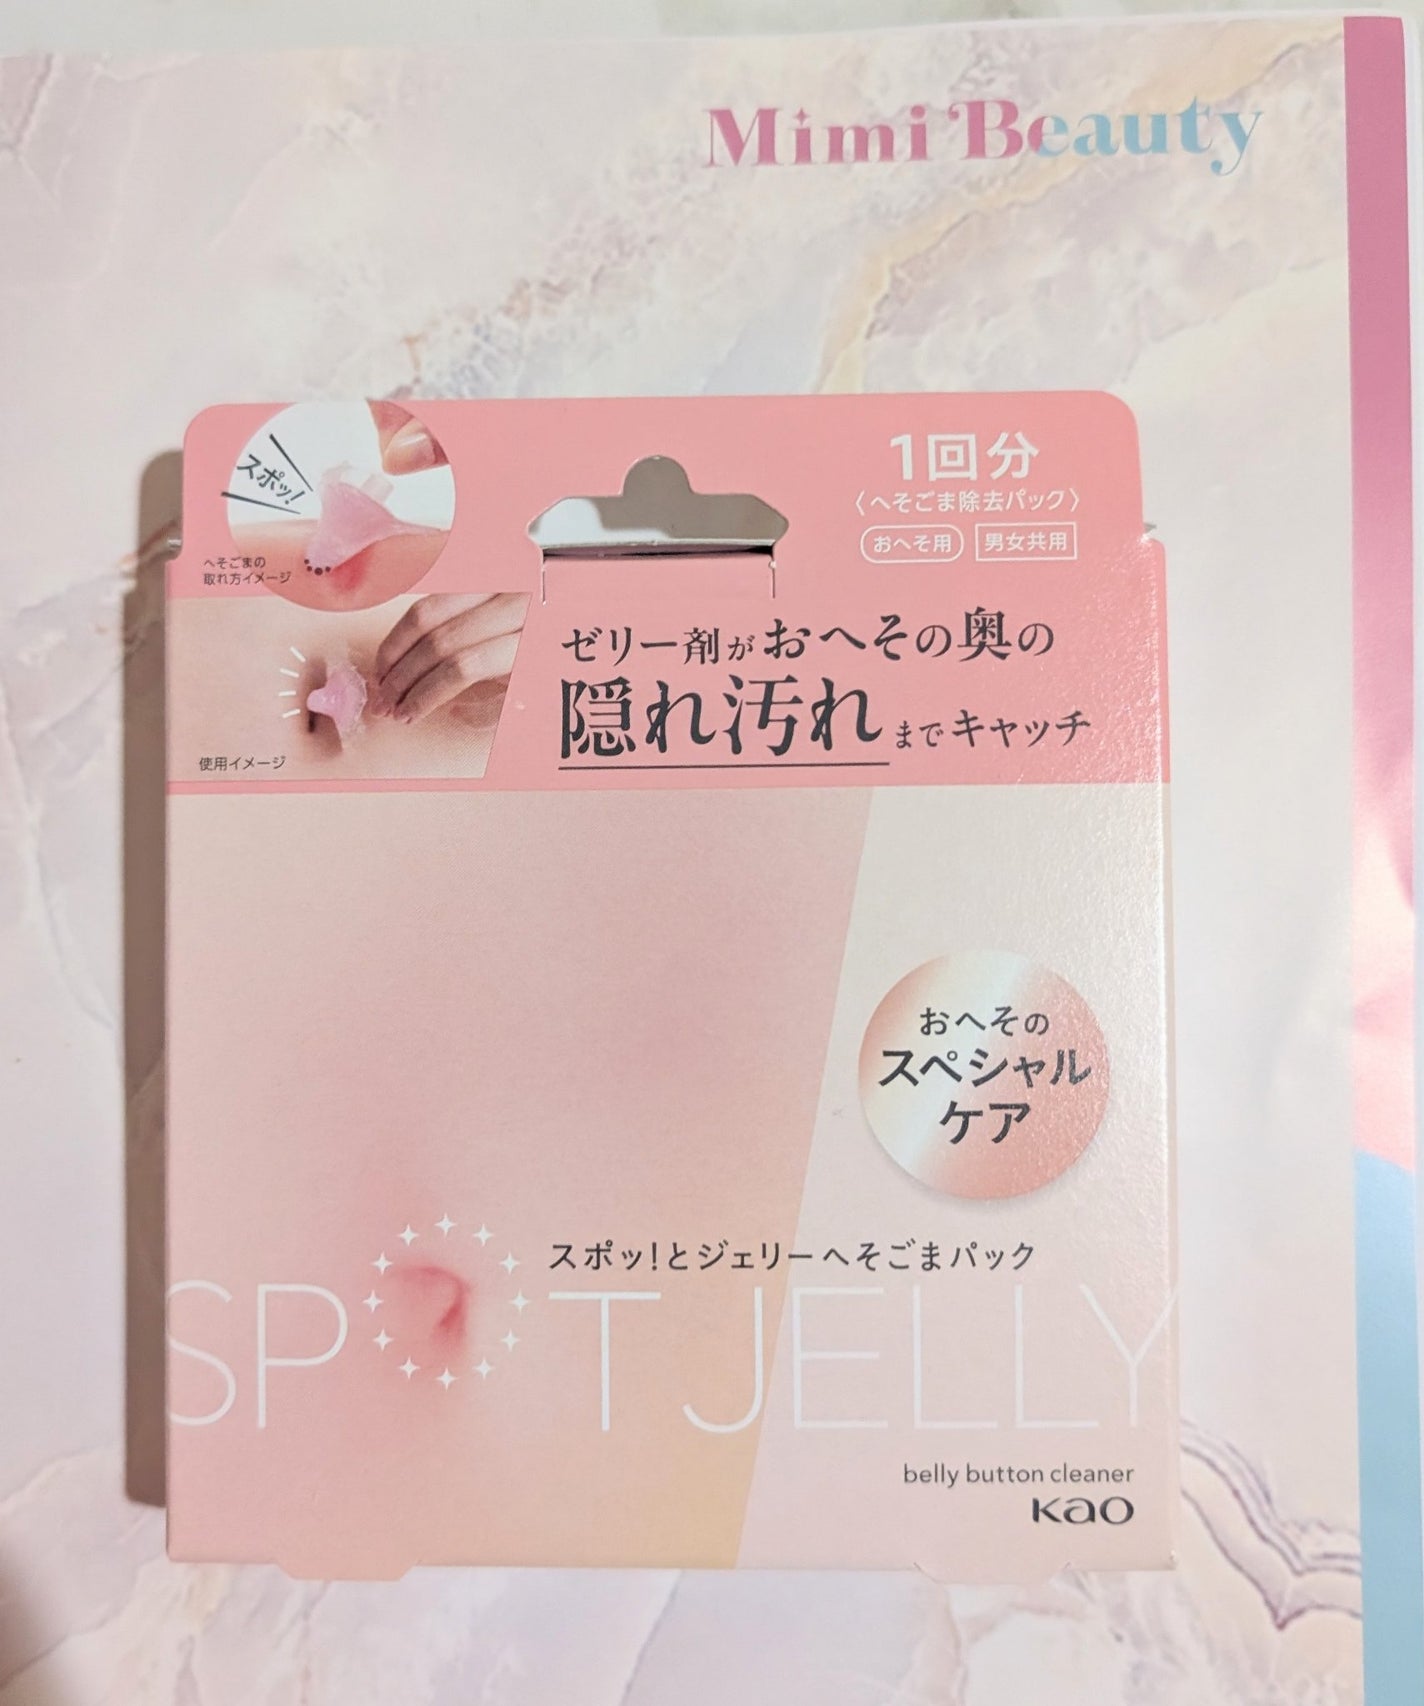 Mimi Beauty
スポッ!
へそごまの
取れ方イメージ
1回分
〈へそごま除去パック〉
おへそ用 男女共用
ゼリー剤がおへその奥の
隠れ汚れまでキャッチ
使用イメージ
おへその
スペシャル
ケア
スポッ!とジェリーへそごまパック
SPOT JELLY
belly button cleaner
Kao